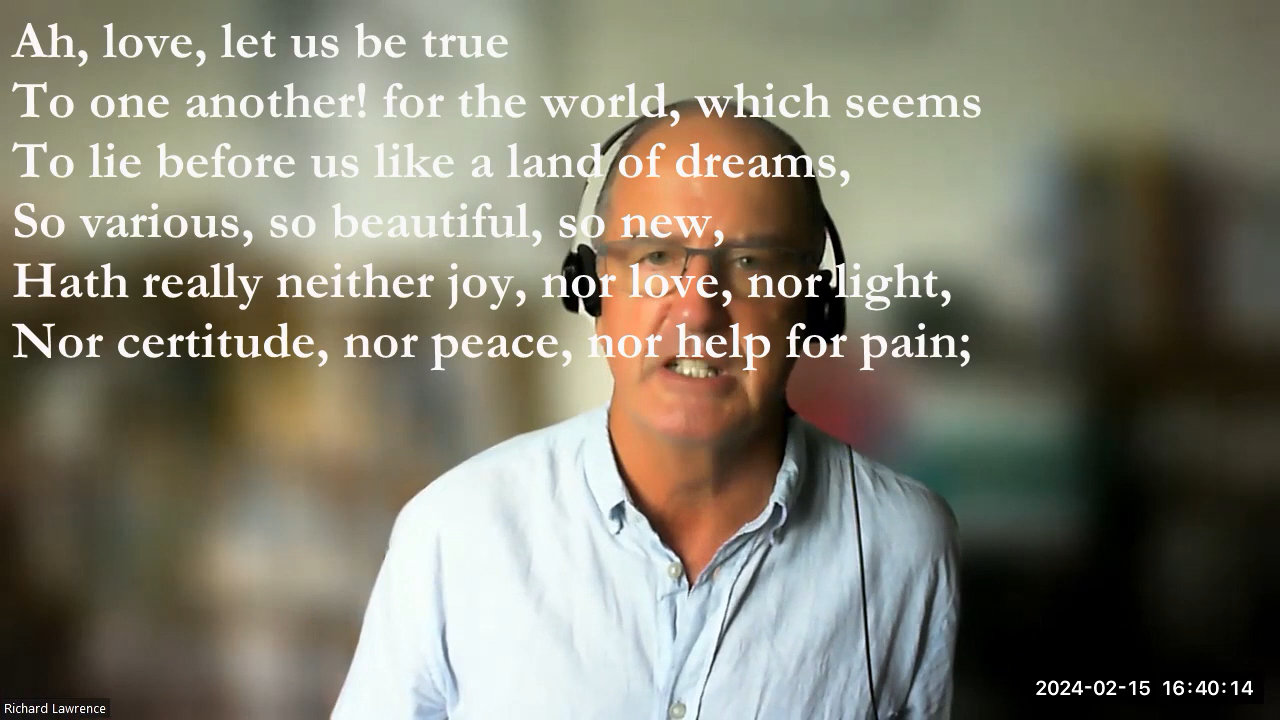 Ah, love, let us be true
To one another! for the world, which seems
To lie before us like a land of dreams,
So various, so beautiful, so new,
Hath really neither joy, nor love, nor light,
Nor certitude, nor peace, nor help for pain;
2024-02-15 16:40:14
Richard Lawrence